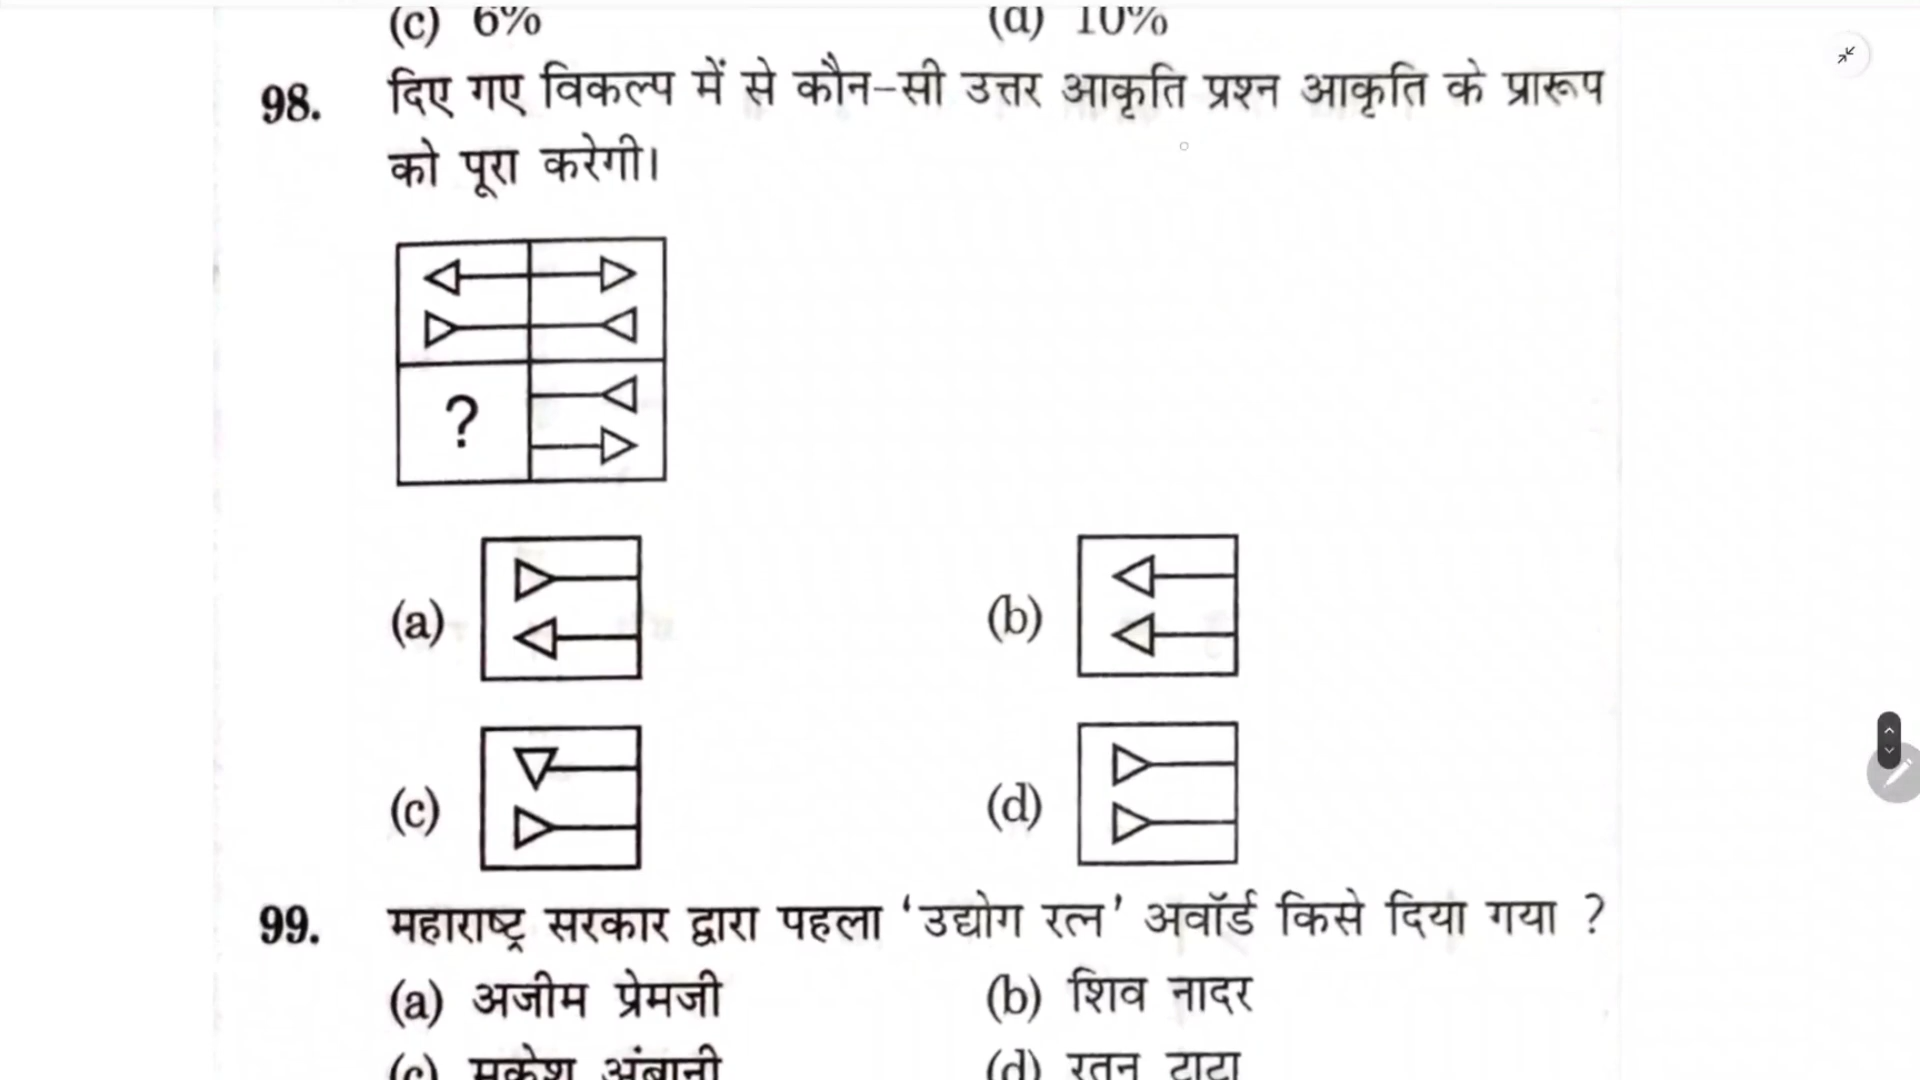 (c) 6% (d) 10%
98. दिए गए विकल्प में से कौन-सी उत्तर आकृति प्रश्न आकृति के प्रारूप
को पूरा करेगी।
?
(a) (b)
(c) (d)
99. महाराष्ट्र सरकार द्वारा पहला ‘उद्योग रत्न’ अवॉर्ड किसे दिया गया ?
(a) अजीम प्रेमजी (b) शिव नादर
(c) मुकेश अंबानी (d) रतन टाटा